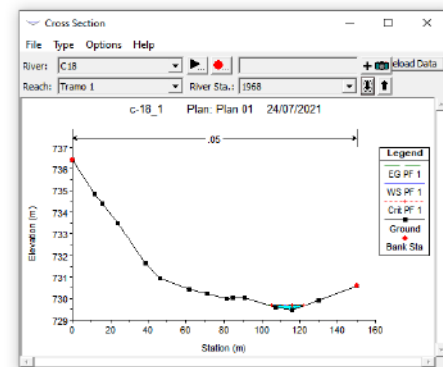 Cross Section
File Type Options Help
River: C18 eload Data
Reach: Tramo 1 River Sta.: 1968
c-18_1 Plan: Plan 01 24/07/2021
.05
737
736
735
734
733
732
731
730
729
Elevation (m)
0 20 40 60 80 100 120 140 160
Station (m)
Legend
EG PF 1
WS PF 1
Crit PF 1
Ground
Bank Sta